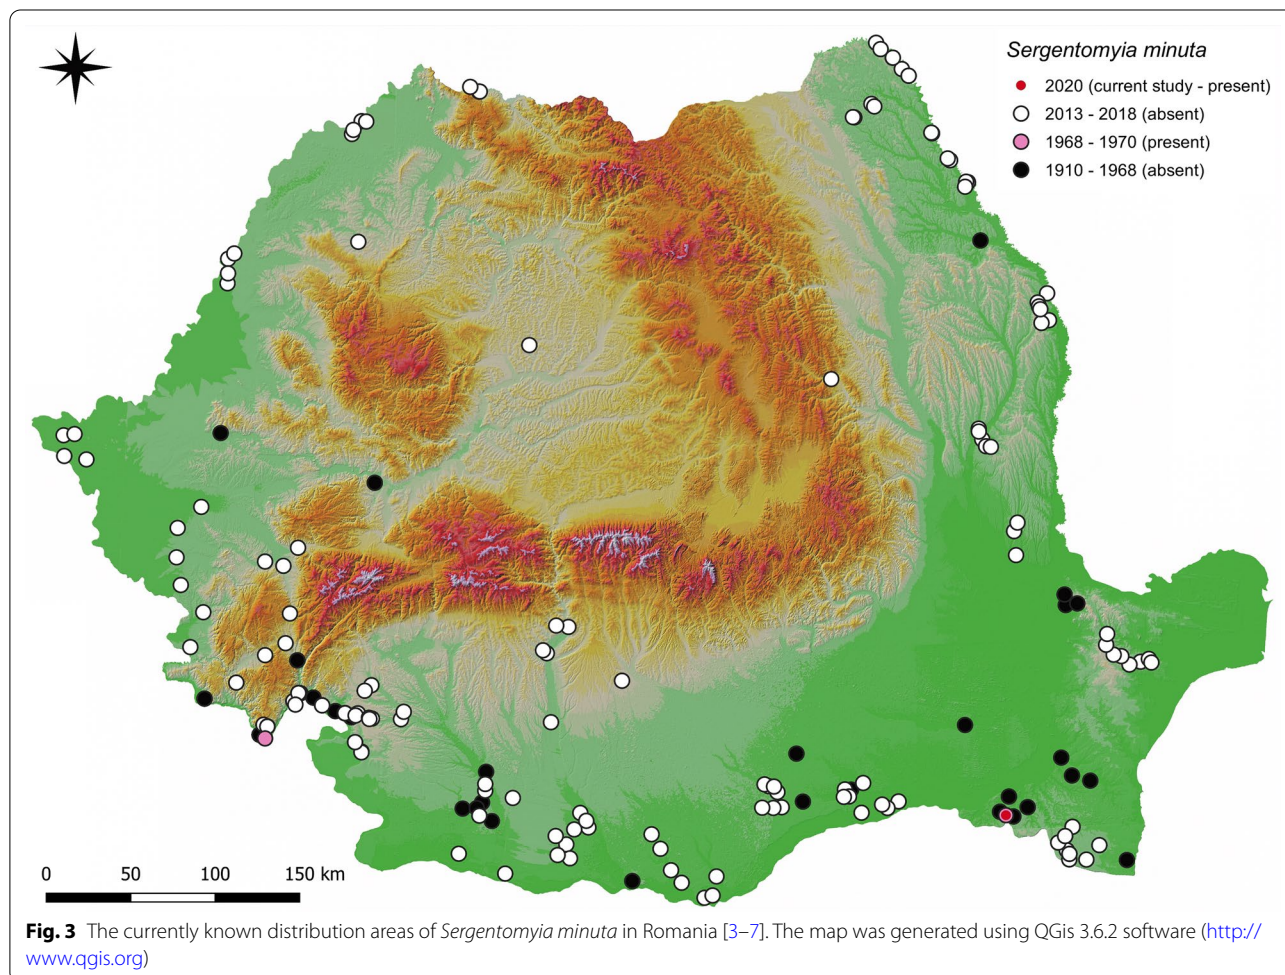 Sergentomyia minuta
2020 (current study - present)
2013 - 2018 (absent)
1968 - 1970 (present)
1910 - 1968 (absent)
0 50 100 150 km
Fig. 3 The currently known distribution areas of Sergentomyia minuta in Romania [3–7]. The map was generated using QGis 3.6.2 software (http://
www.qgis.org)